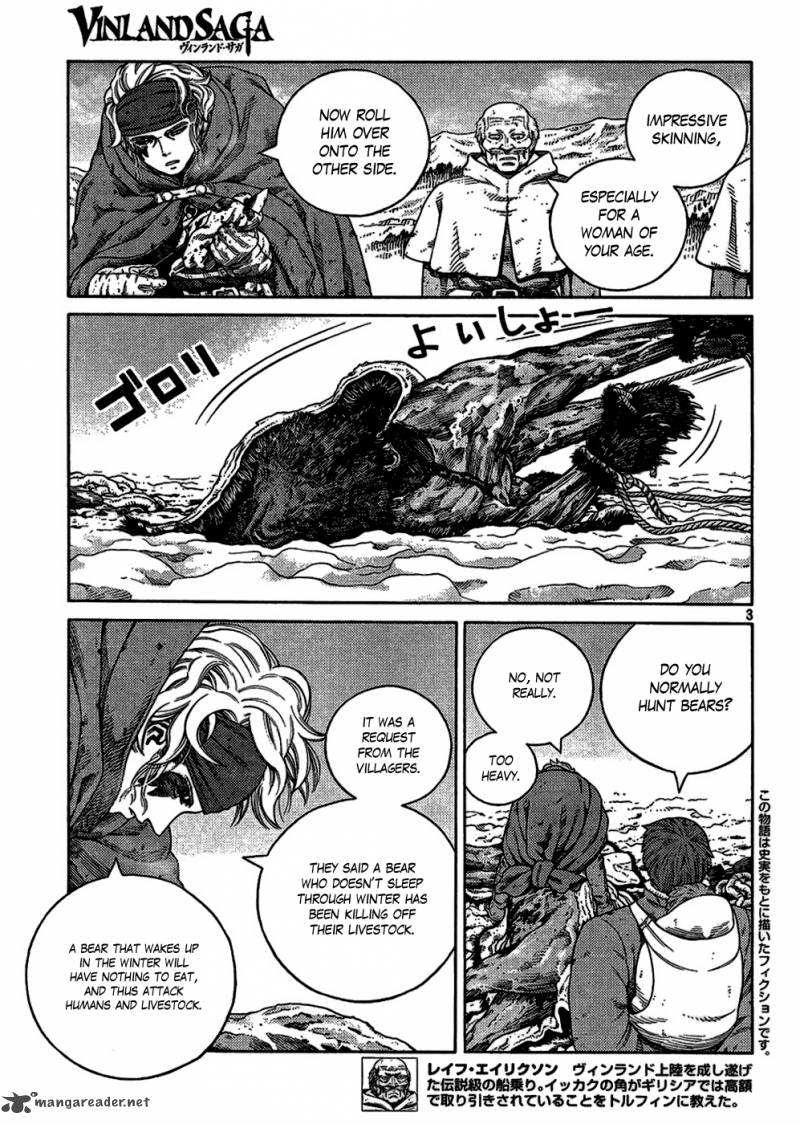 VINLAND SAGA
ヴィンランド・サガ
IMPRESSIVE
SKINNING,
ESPECIALLY
FOR A
WOMAN OF
YOUR AGE.
NOW ROLL
HIM OVER
ONTO THE
OTHER SIDE.
よいしょー
ゴロリ
3
DO YOU
NORMALLY
HUNT BEARS?
NO, NOT
REALLY.
TOO
HEAVY.
IT WAS A
REQUEST
FROM THE
VILLAGERS.
THEY SAID A BEAR
WHO DOESN'T SLEEP
THROUGH WINTER HAS
BEEN KILLING OFF
THEIR LIVESTOCK.
A BEAR THAT WAKES UP
IN THE WINTER WILL
HAVE NOTHING TO EAT,
AND THUS ATTACK
HUMANS AND LIVESTOCK.
この物語は史実をもとに描いたフィクションです。
レイフ・エイリクソン ヴィンランド上陸を成し遂げ
た伝説級の船乗り。イッカクの角がギリシアでは高額
で取り引きされていることをトルフィンに教えた。
mangareader.net